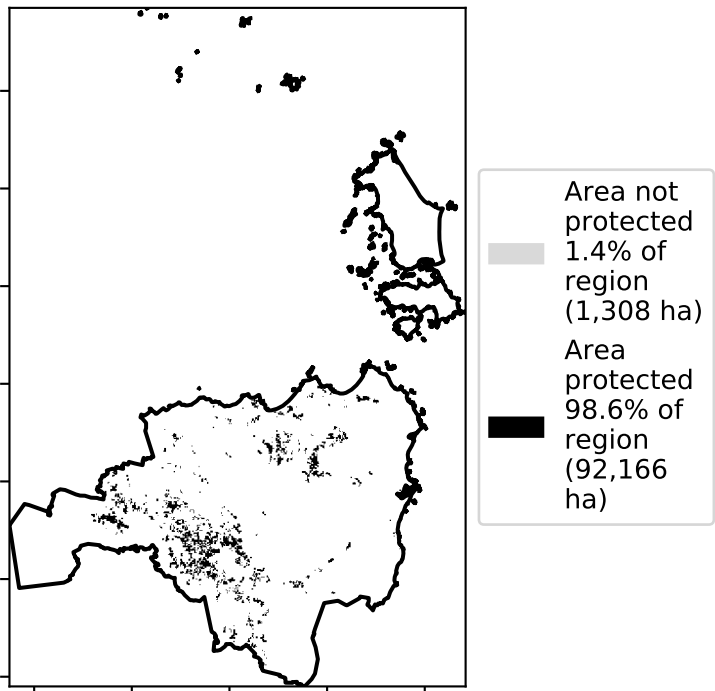 Area not
protected
1.4% of
region
(1,308 ha)
Area
protected
98.6% of
region
(92,166
ha)